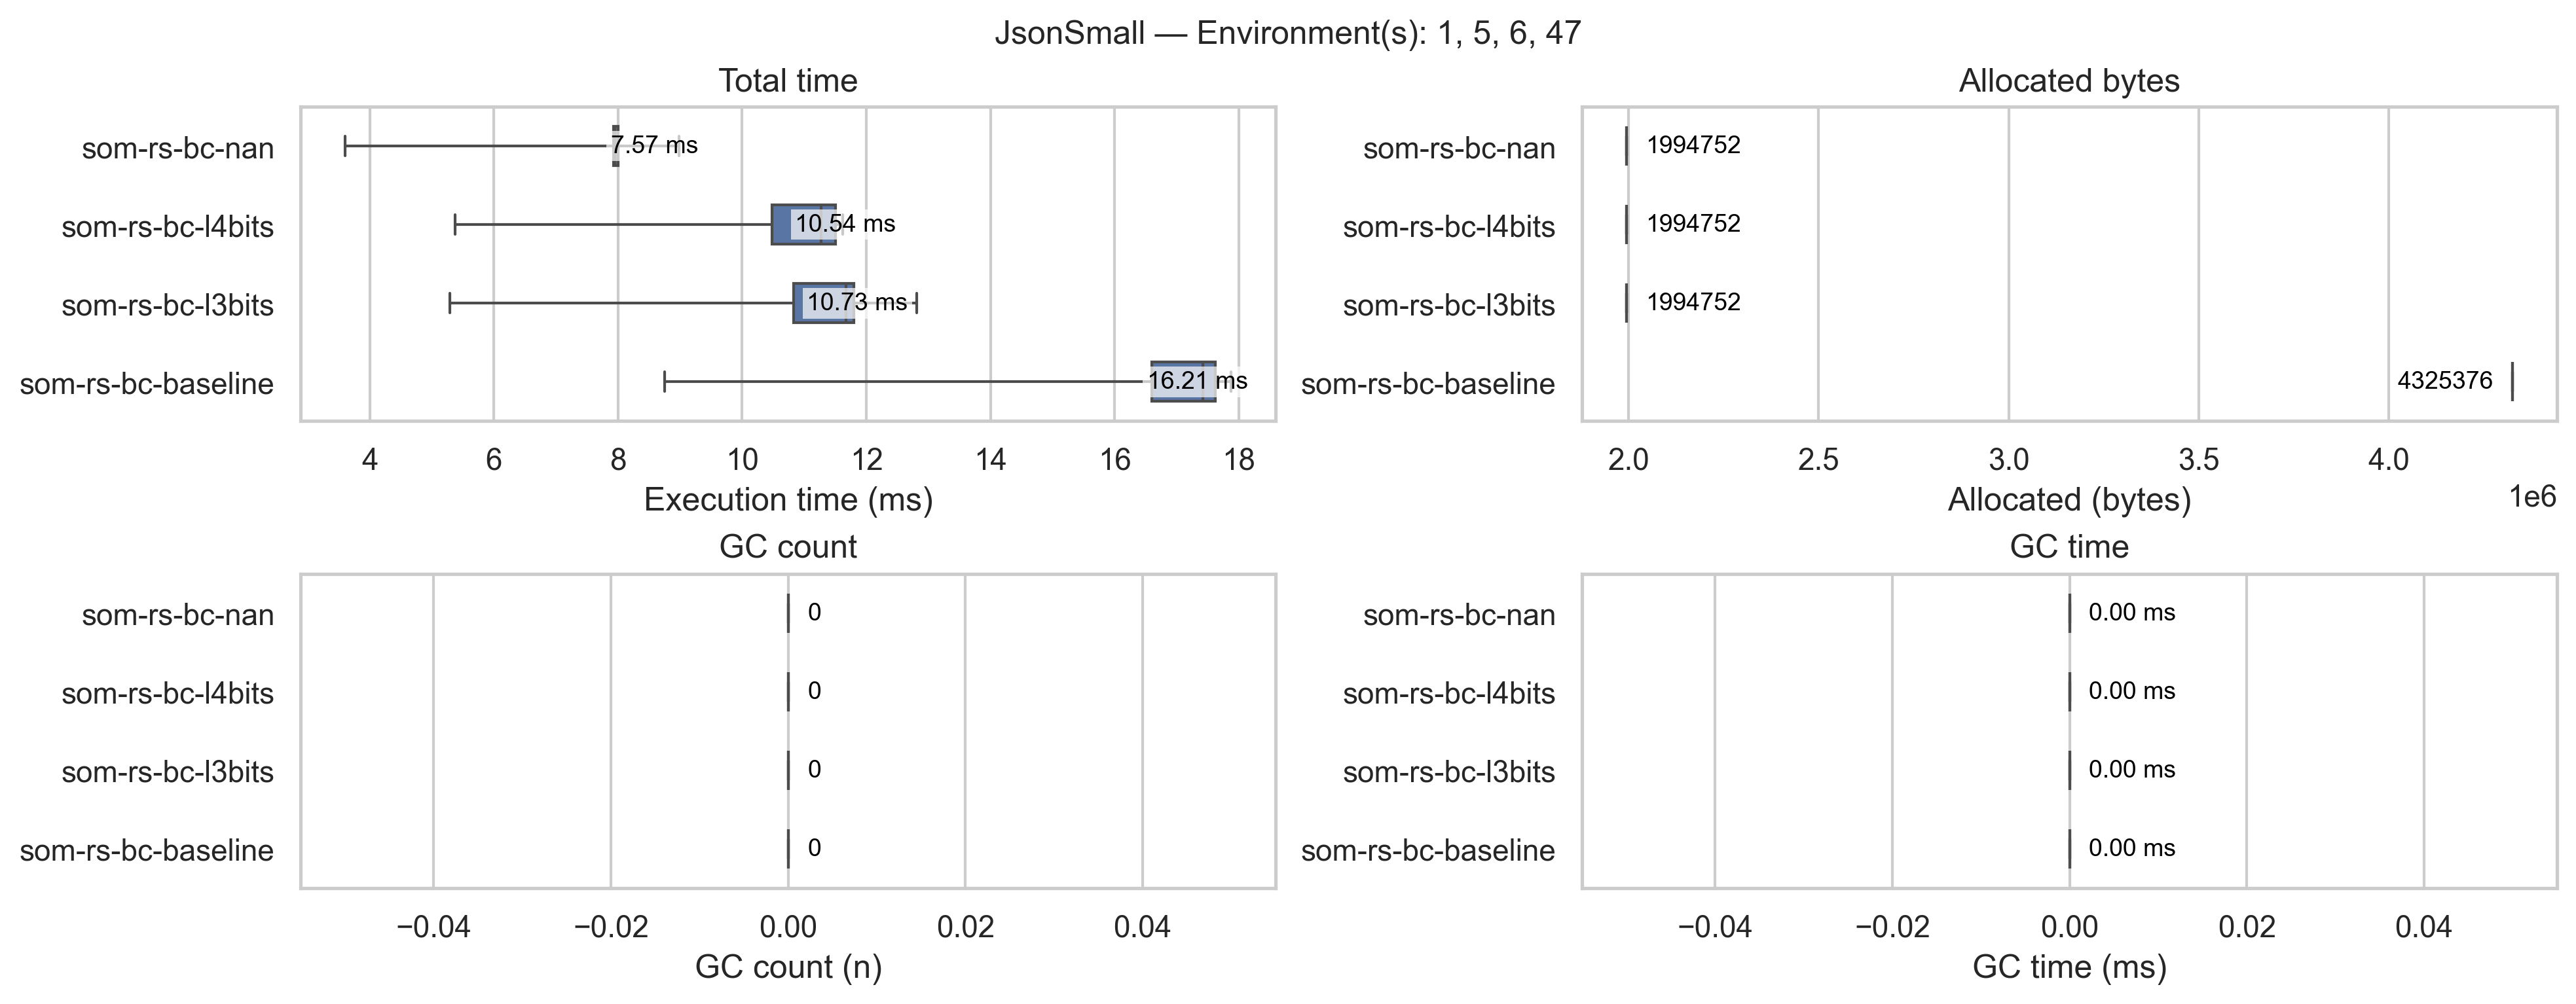 JsonSmall — Environment(s): 1, 5, 6, 47
Total time
som-rs-bc-nan
7.57 ms
som-rs-bc-l4bits
10.54 ms
som-rs-bc-l3bits
10.73 ms
som-rs-bc-baseline
16.21 ms
4 6 8 10 12 14 16 18
Execution time (ms)
Allocated bytes
som-rs-bc-nan
1994752
som-rs-bc-l4bits
1994752
som-rs-bc-l3bits
1994752
som-rs-bc-baseline
4325376
2.0 2.5 3.0 3.5 4.0
1e6
Allocated (bytes)
GC count
som-rs-bc-nan
0
som-rs-bc-l4bits
0
som-rs-bc-l3bits
0
som-rs-bc-baseline
0
−0.04 −0.02 0.00 0.02 0.04
GC count (n)
GC time
som-rs-bc-nan
0.00 ms
som-rs-bc-l4bits
0.00 ms
som-rs-bc-l3bits
0.00 ms
som-rs-bc-baseline
0.00 ms
−0.04 −0.02 0.00 0.02 0.04
GC time (ms)